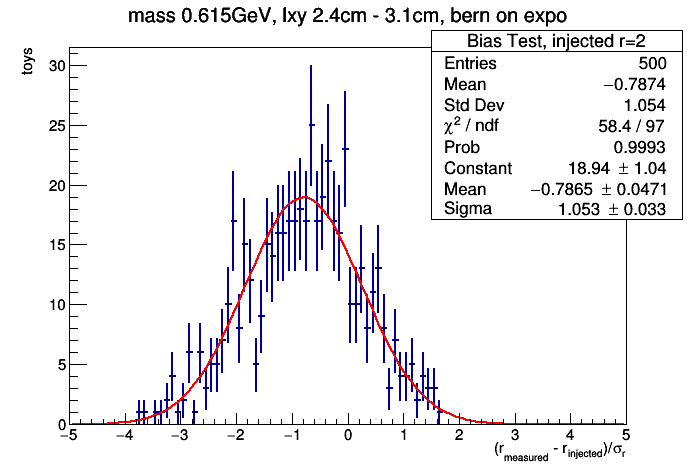 mass 0.615GeV, lxy 2.4cm - 3.1cm, bern on expo
toys
Bias Test, injected r=2
Entries 500
Mean −0.7874
Std Dev 1.054
χ² / ndf 58.4 / 97
Prob 0.9993
Constant 18.94 ± 1.04
Mean −0.7865 ± 0.0471
Sigma 1.053 ± 0.033
30
25
20
15
10
5
0
−5 −4 −3 −2 −1 0 1 2 3 4 5
(r_measured - r_injected)/σ_r